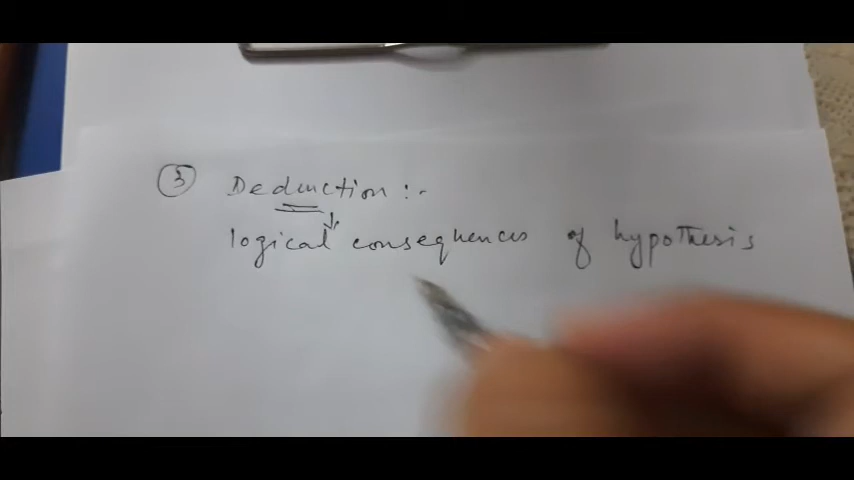 ③ Deduction :-
logical consequences of hypothesis